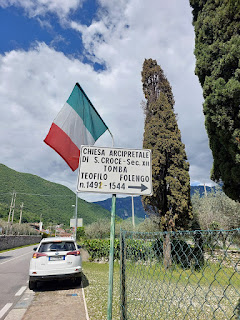 CHIESA ARCIPRETALE
DI S. CROCE - Sec. XII
TOMBA
TEOFILO FOLENGO
n. 1491 - 1544